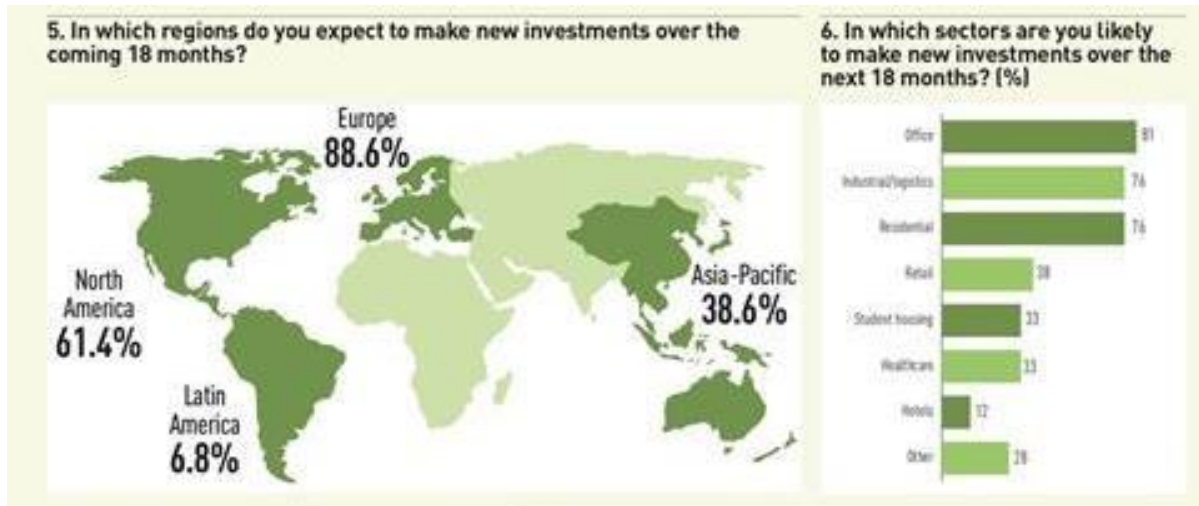 5. In which regions do you expect to make new investments over the
coming 18 months?
Europe
88.6%
North
America
61.4%
Asia-Pacific
38.6%
Latin
America
6.8%
6. In which sectors are you likely
to make new investments over the
next 18 months? (%)
Office
81
Industrial/logistics
76
Residential
76
Retail
38
Student housing
33
Healthcare
33
Hotels
12
Other
28